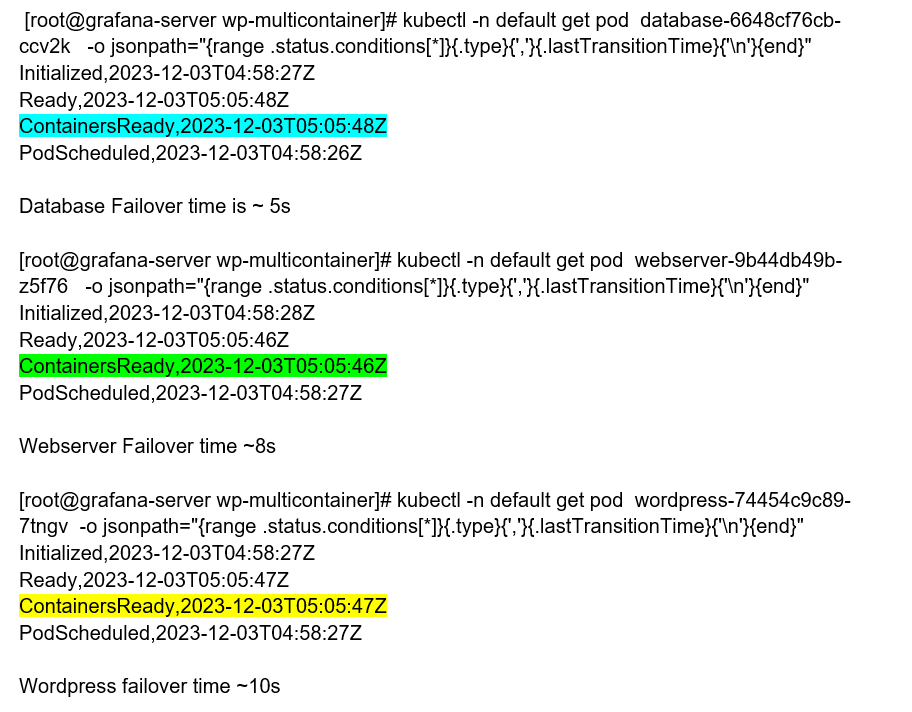 [root@grafana-server wp-multicontainer]# kubectl -n default get pod  database-6648cf76cb-
ccv2k   -o jsonpath="{range .status.conditions[*]}{.type}{','}{.lastTransitionTime}{'\n'}{end}"
Initialized,2023-12-03T04:58:27Z
Ready,2023-12-03T05:05:48Z
ContainersReady,2023-12-03T05:05:48Z
PodScheduled,2023-12-03T04:58:26Z
Database Failover time is ~ 5s
[root@grafana-server wp-multicontainer]# kubectl -n default get pod  webserver-9b44db49b-
z5f76   -o jsonpath="{range .status.conditions[*]}{.type}{','}{.lastTransitionTime}{'\n'}{end}"
Initialized,2023-12-03T04:58:28Z
Ready,2023-12-03T05:05:46Z
ContainersReady,2023-12-03T05:05:46Z
PodScheduled,2023-12-03T04:58:27Z
Webserver Failover time ~8s
[root@grafana-server wp-multicontainer]# kubectl -n default get pod  wordpress-74454c9c89-
7tngv  -o jsonpath="{range .status.conditions[*]}{.type}{','}{.lastTransitionTime}{'\n'}{end}"
Initialized,2023-12-03T04:58:27Z
Ready,2023-12-03T05:05:47Z
ContainersReady,2023-12-03T05:05:47Z
PodScheduled,2023-12-03T04:58:27Z
Wordpress failover time ~10s